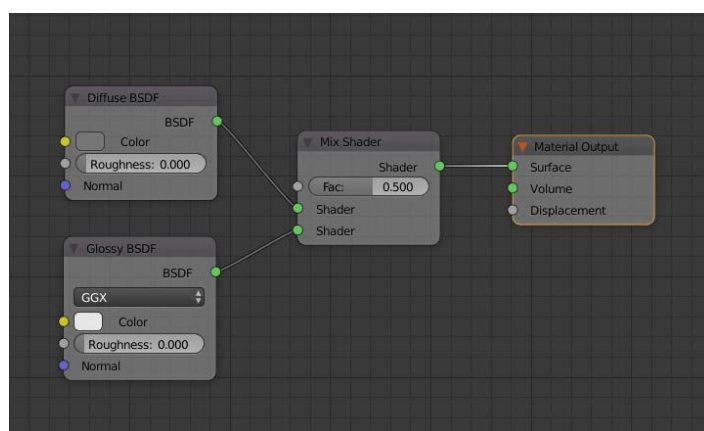 Diffuse BSDF
BSDF
Color
Roughness: 0.000
Normal
Glossy BSDF
BSDF
GGX
Color
Roughness: 0.000
Normal
Mix Shader
Shader
Fac: 0.500
Shader
Shader
Material Output
Surface
Volume
Displacement